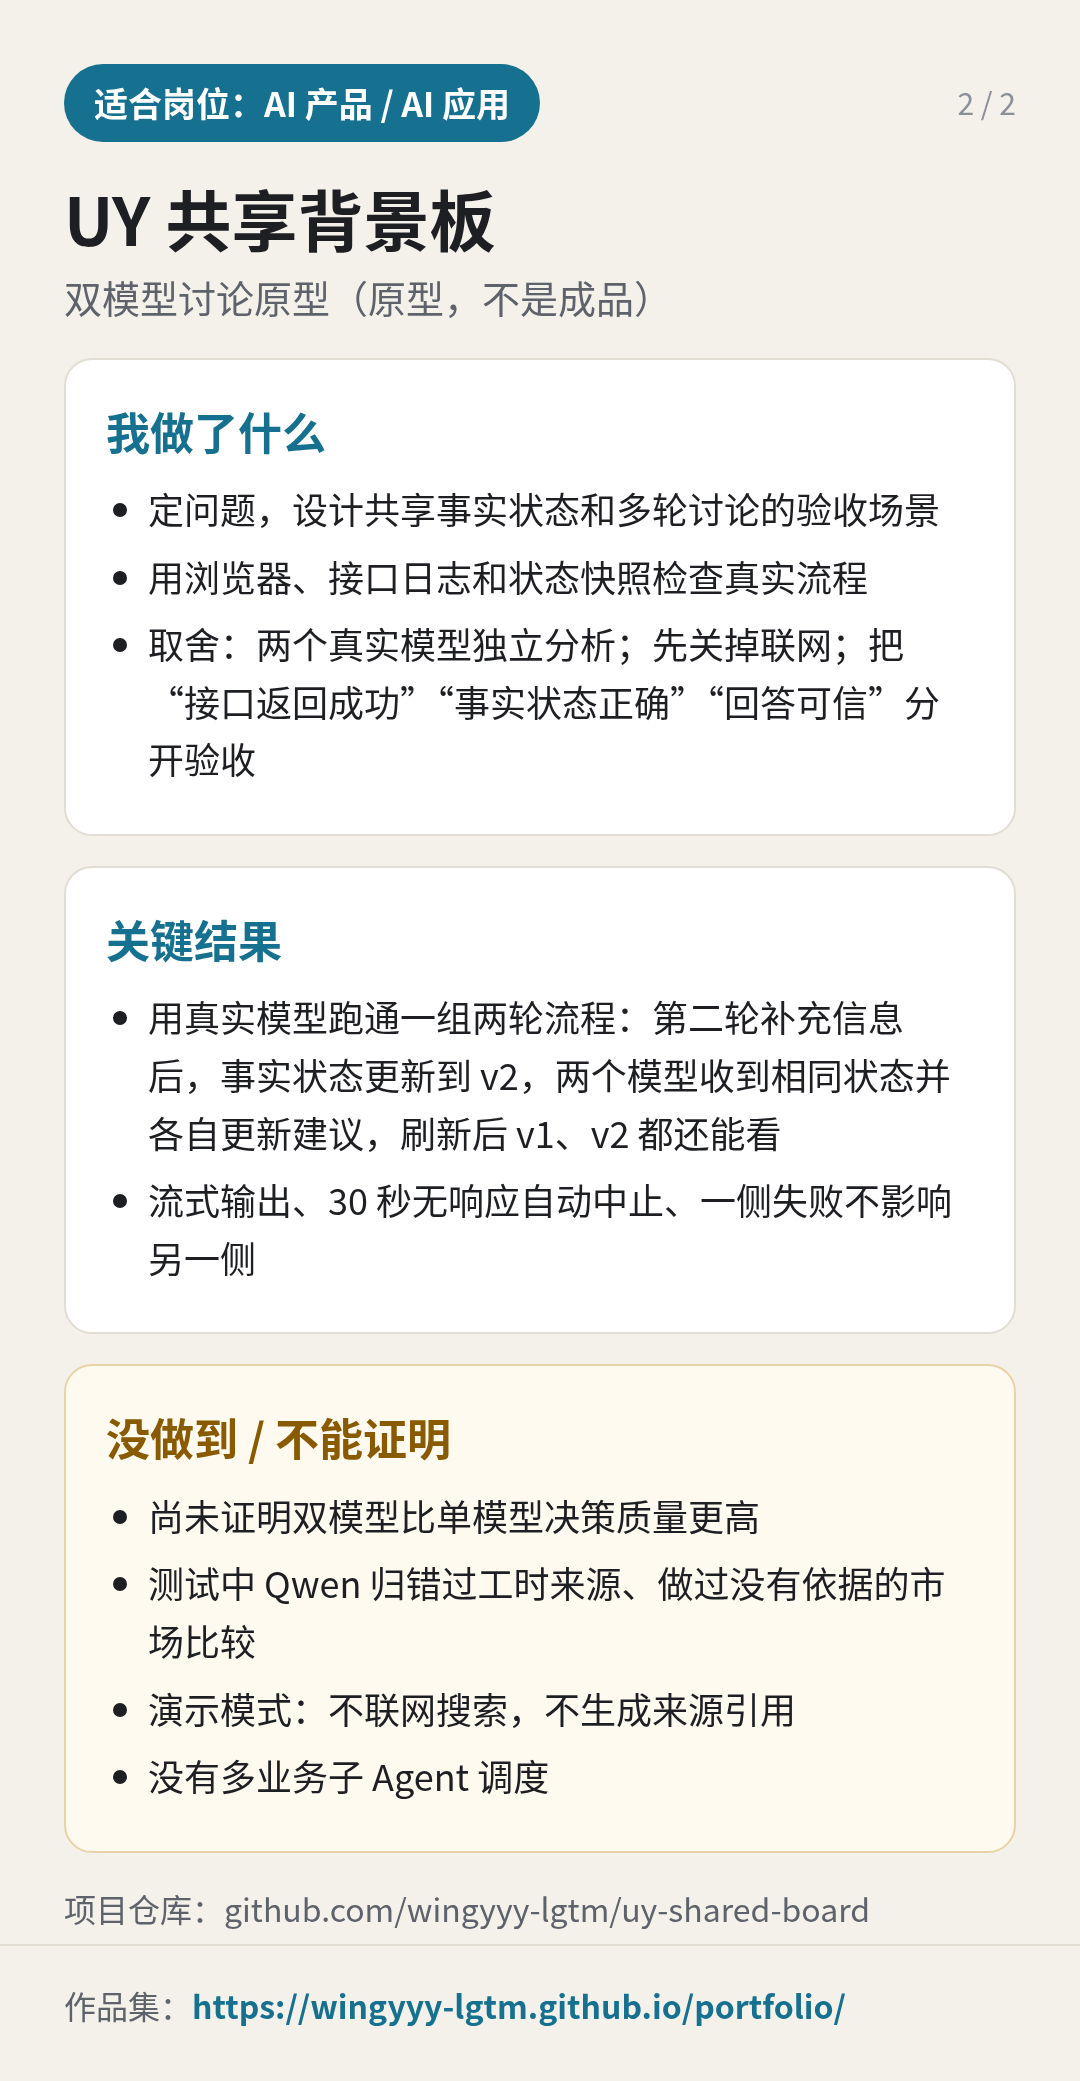 适合岗位：AI 产品 / AI 应用
2 / 2
UY 共享背景板
双模型讨论原型（原型，不是成品）
我做了什么
• 定问题，设计共享事实状态和多轮讨论的验收场景
• 用浏览器、接口日志和状态快照检查真实流程
• 取舍：两个真实模型独立分析；先关掉联网；把
“接口返回成功”“事实状态正确”“回答可信”分
开验收
关键结果
• 用真实模型跑通一组两轮流程：第二轮补充信息
后，事实状态更新到 v2，两个模型收到相同状态并
各自更新建议，刷新后 v1、v2 都还能看
• 流式输出、30 秒无响应自动中止、一侧失败不影响
另一侧
没做到 / 不能证明
• 尚未证明双模型比单模型决策质量更高
• 测试中 Qwen 归错过工时来源、做过没有依据的市
场比较
• 演示模式：不联网搜索，不生成来源引用
• 没有多业务子 Agent 调度
项目仓库：github.com/wingyyy-lgtm/uy-shared-board
作品集：https://wingyyy-lgtm.github.io/portfolio/